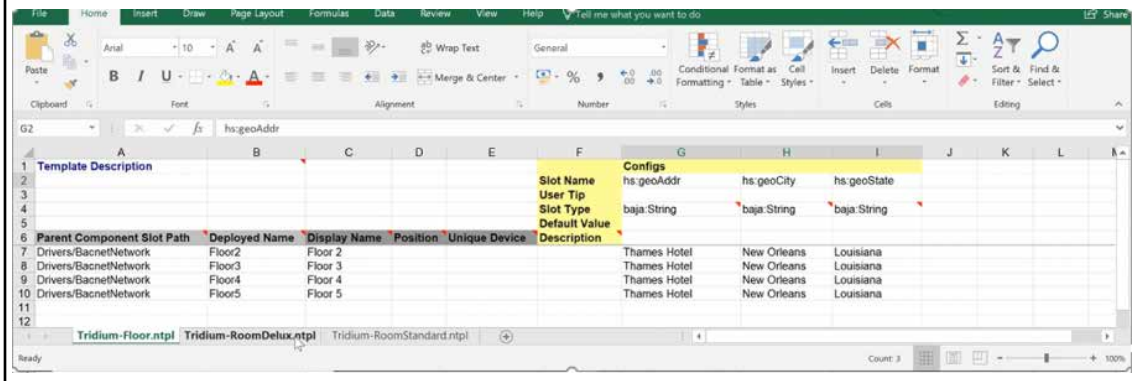 File Home Insert Draw Page Layout Formulas Data Review View Help Tell me what you want to do Share
Arial 10 A A Wrap Text General Σ
Paste B I U A Merge & Center % Conditional Formatting Format as Table Cell Styles Insert Delete Format Sort & Filter Find & Select
Clipboard Font Alignment Number Styles Cells Editing
G2 fx hs:geoAddr
A B C D E F G H I J K L
1 Template Description Configs
2 Slot Name hs:geoAddr hs:geoCity hs:geoState
3 User Tip
4 Slot Type baja:String baja:String baja:String
5 Default Value
6 Parent Component Slot Path Deployed Name Display Name Position Unique Device Description
7 Drivers/BacnetNetwork Floor2 Floor 2 Thames Hotel New Orleans Louisiana
8 Drivers/BacnetNetwork Floor3 Floor 3 Thames Hotel New Orleans Louisiana
9 Drivers/BacnetNetwork Floor4 Floor 4 Thames Hotel New Orleans Louisiana
10 Drivers/BacnetNetwork Floor5 Floor 5 Thames Hotel New Orleans Louisiana
11
12
Tridium-Floor.ntpl Tridium-RoomDelux.ntpl Tridium-RoomStandard.ntpl
Ready Count: 3 100%